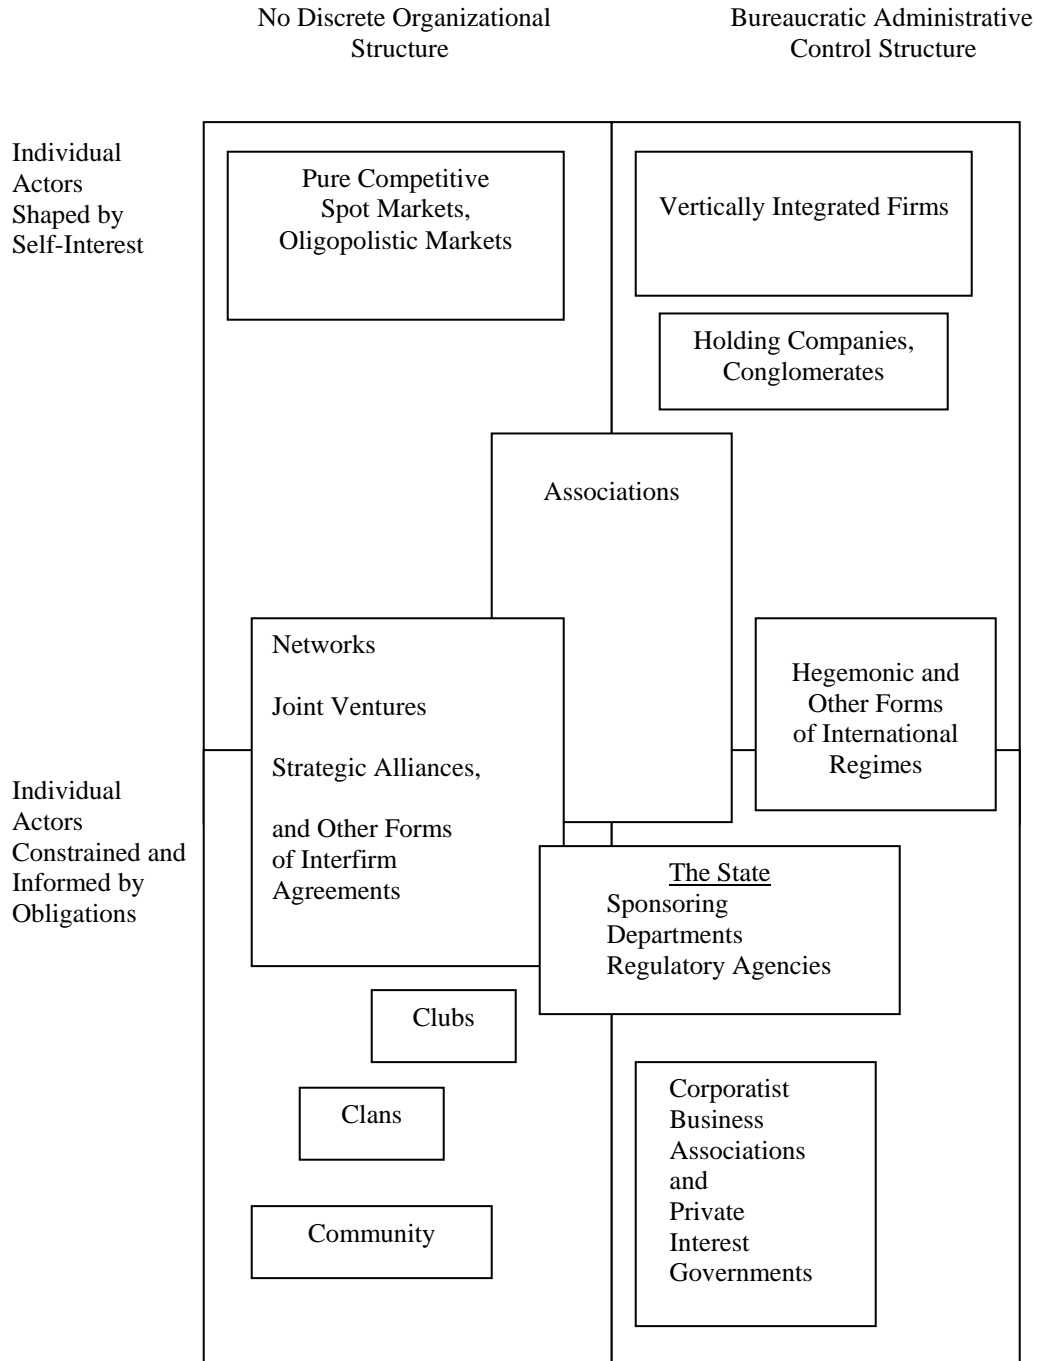 No Discrete Organizational
Structure
Bureaucratic Administrative
Control Structure
Individual
Actors
Shaped by
Self-Interest
Pure Competitive
Spot Markets,
Oligopolistic Markets
Vertically Integrated Firms
Holding Companies,
Conglomerates
Associations
Networks
Joint Ventures
Strategic Alliances,
and Other Forms
of Interfirm
Agreements
Hegemonic and
Other Forms
of International
Regimes
Individual
Actors
Constrained and
Informed by
Obligations
The State
Sponsoring
Departments
Regulatory Agencies
Clubs
Clans
Community
Corporatist
Business
Associations
and
Private
Interest
Governments